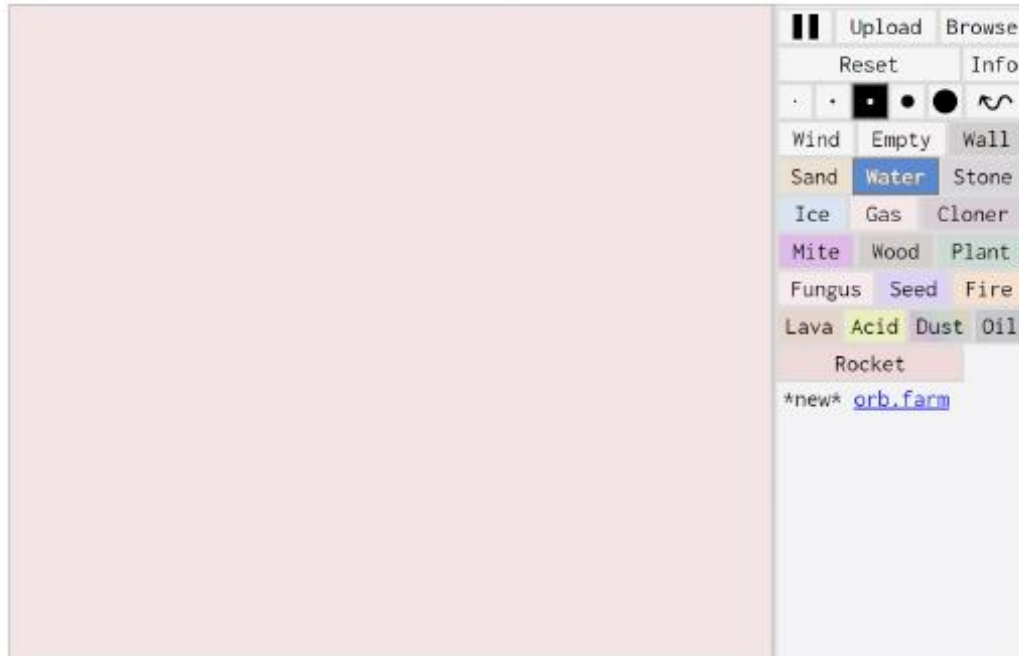 Upload Browse
Reset Info
Wind Empty Wall
Sand Water Stone
Ice Gas Cloner
Mite Wood Plant
Fungus Seed Fire
Lava Acid Dust Oil
Rocket
*new* orb.farm